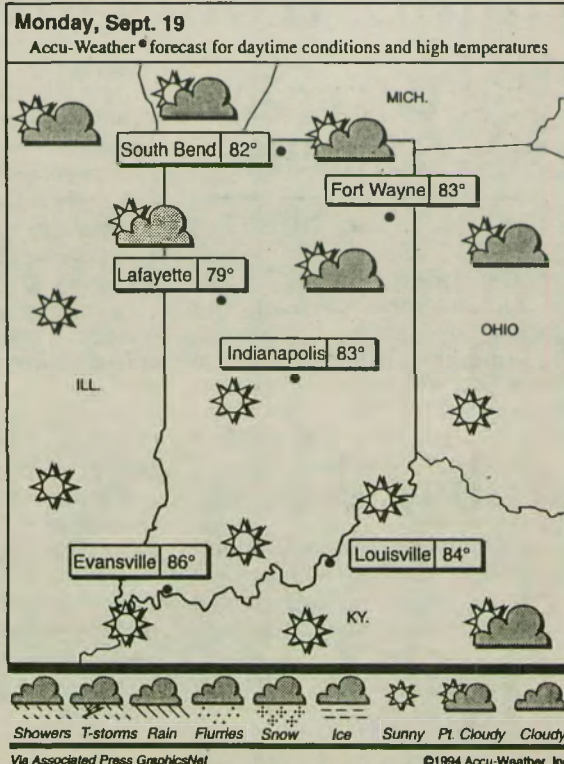 Monday, Sept. 19
Accu-Weather® forecast for daytime conditions and high temperatures
MICH.
South Bend 82°
Fort Wayne 83°
Lafayette 79°
OHIO
Indianapolis 83°
ILL.
Evansville 86°
Louisville 84°
KY.
Showers T-storms Rain Flurries Snow Ice Sunny Pt. Cloudy Cloudy
Via Associated Press GraphicsNet ©1994 Accu-Weather, Inc.